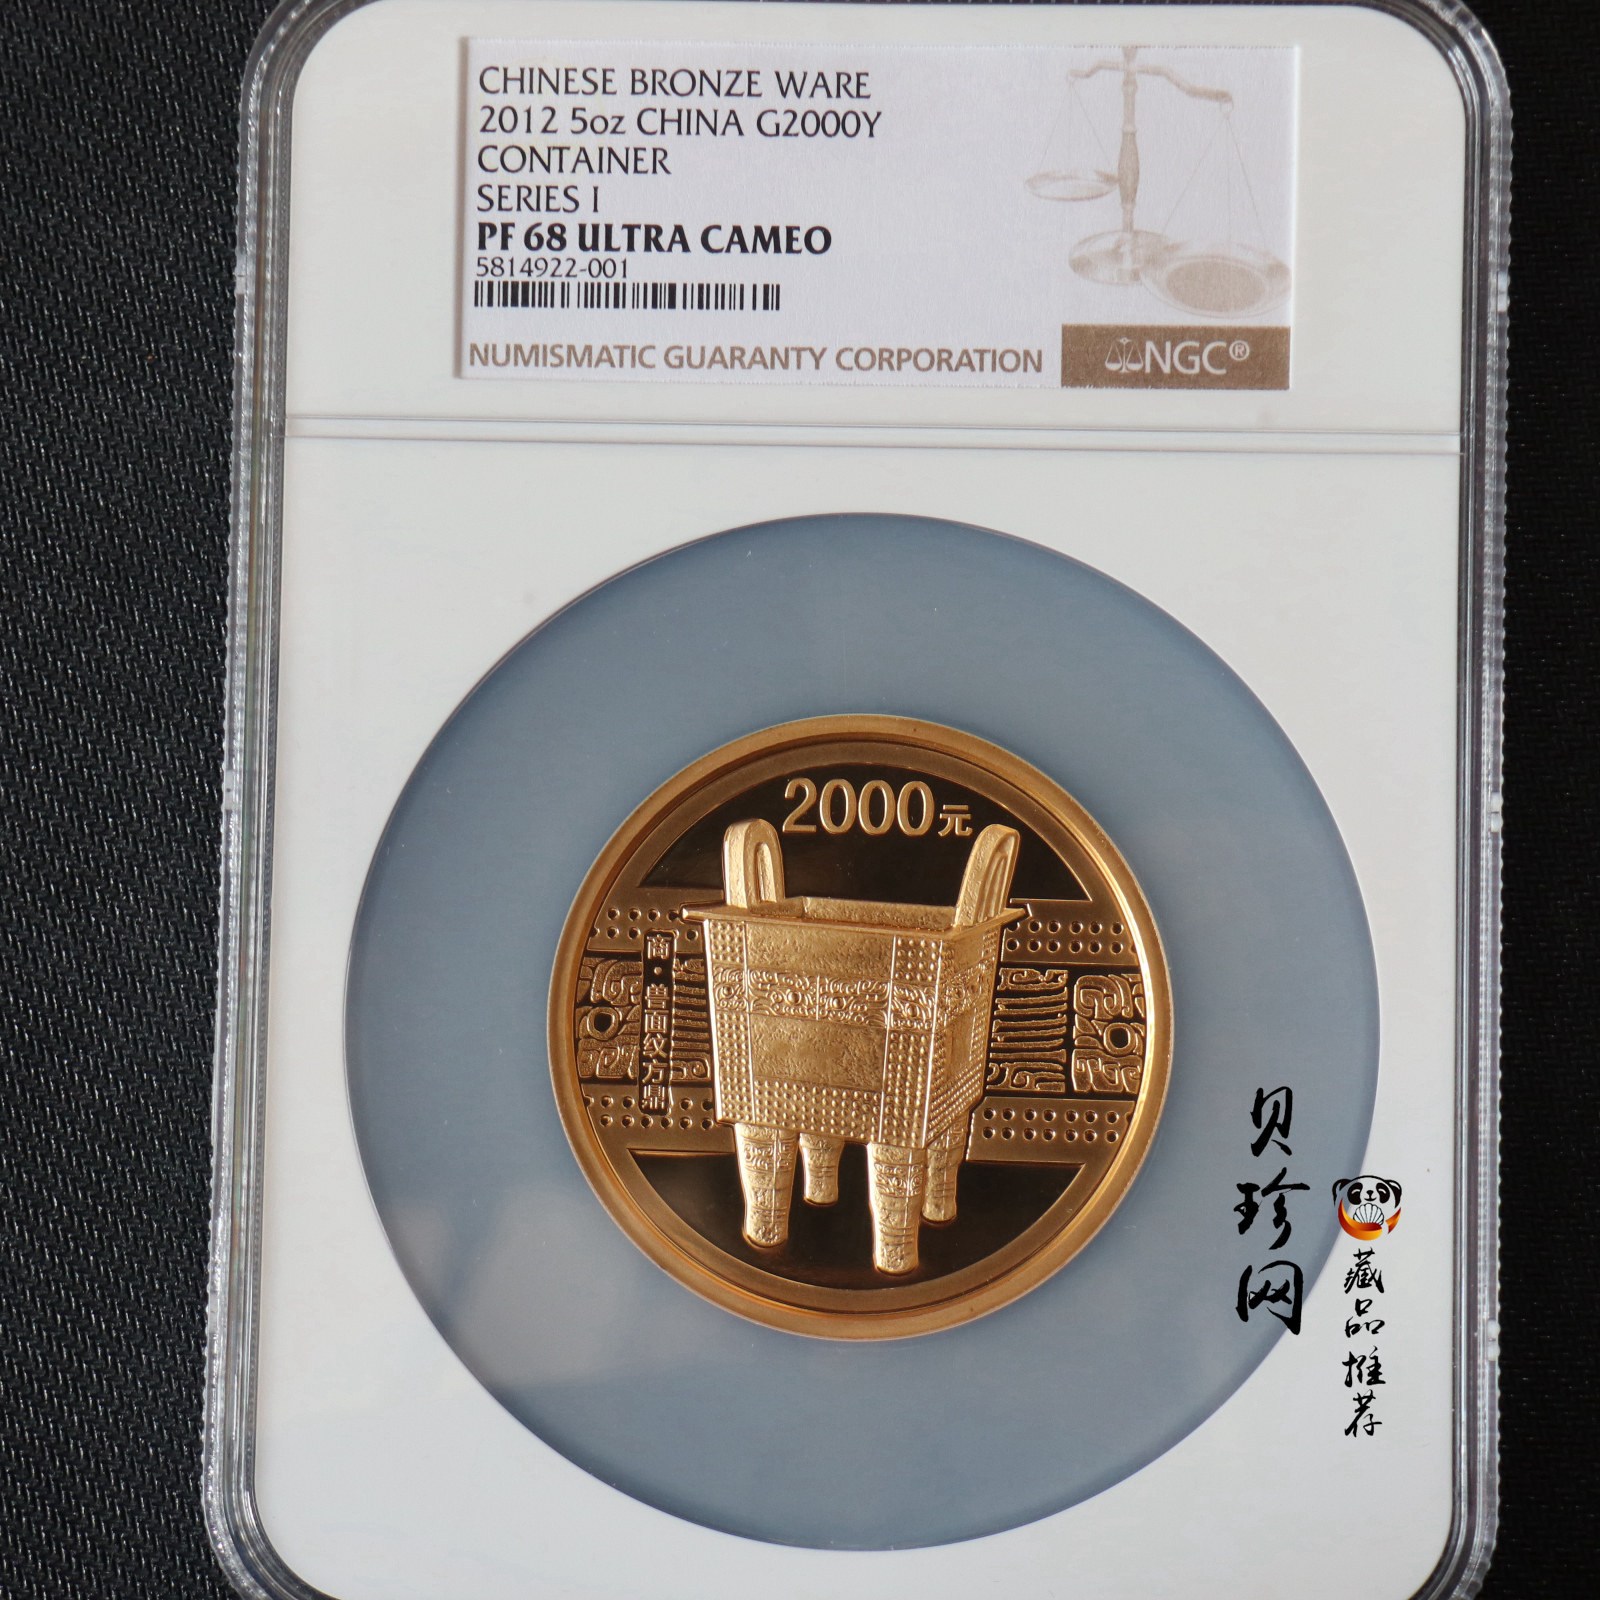 CHINESE BRONZE WARE
2012 5oz CHINA G2000Y
CONTAINER
SERIES I
PF 68 ULTRA CAMEO
5814922-001
NUMISMATIC GUARANTY CORPORATION
NGC®
2000元
商·兽面纹方鼎
贝珍网
藏品推荐